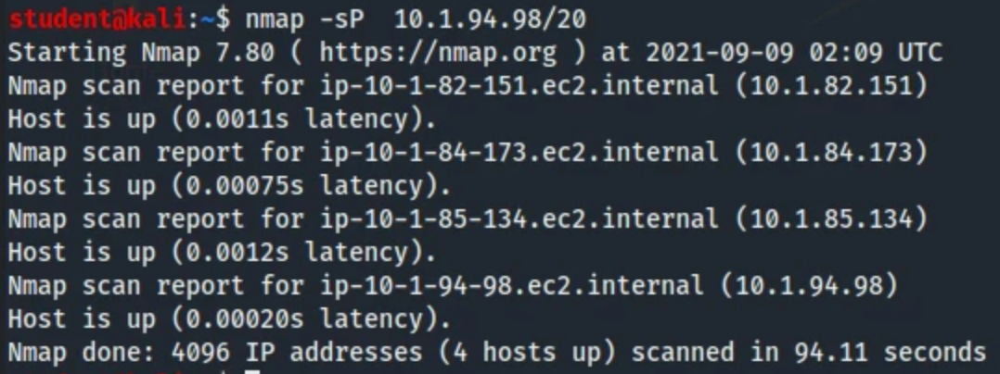 student@kali:~$ nmap -sP  10.1.94.98/20
Starting Nmap 7.80 ( https://nmap.org ) at 2021-09-09 02:09 UTC
Nmap scan report for ip-10-1-82-151.ec2.internal (10.1.82.151)
Host is up (0.0011s latency).
Nmap scan report for ip-10-1-84-173.ec2.internal (10.1.84.173)
Host is up (0.00075s latency).
Nmap scan report for ip-10-1-85-134.ec2.internal (10.1.85.134)
Host is up (0.0012s latency).
Nmap scan report for ip-10-1-94-98.ec2.internal (10.1.94.98)
Host is up (0.00020s latency).
Nmap done: 4096 IP addresses (4 hosts up) scanned in 94.11 seconds